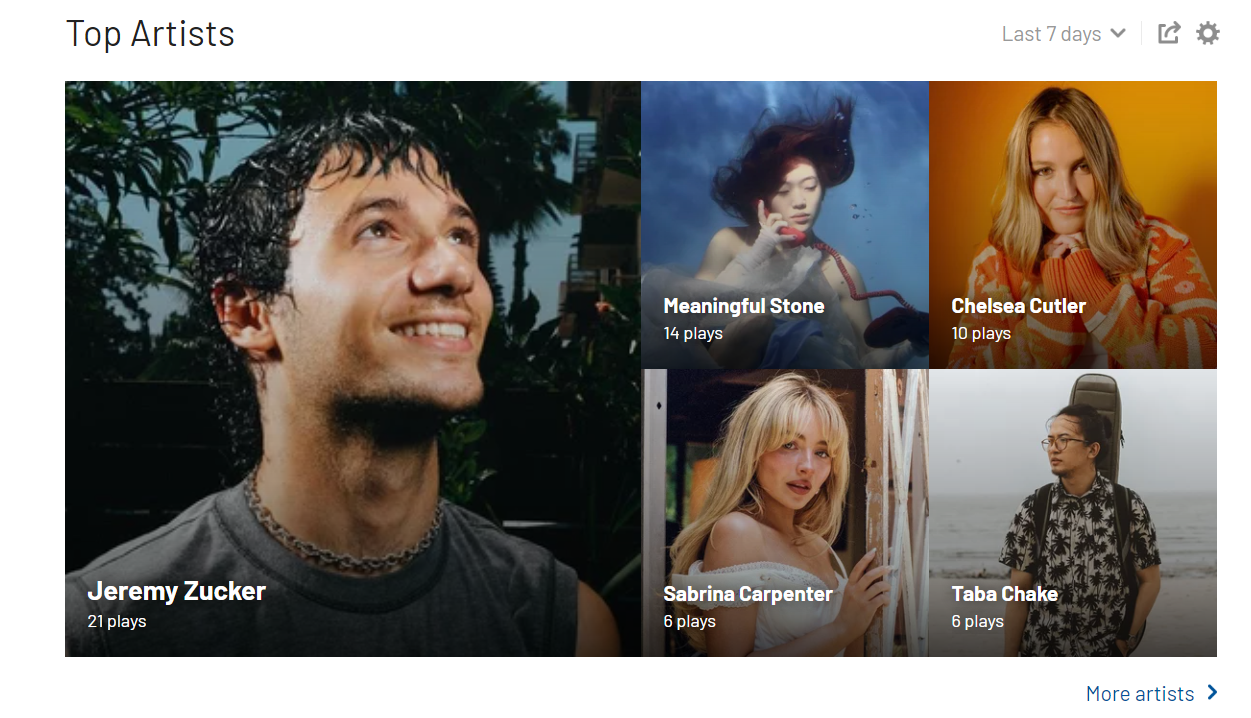 Top Artists
Last 7 days
Jeremy Zucker
21 plays
Meaningful Stone
14 plays
Chelsea Cutler
10 plays
Sabrina Carpenter
6 plays
Taba Chake
6 plays
More artists